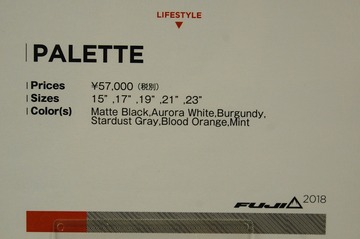 LIFESTYLE
PALETTE
Prices ¥57,000 (税別)
Sizes 15" ,17" ,19" ,21" ,23"
Color(s) Matte Black,Aurora White,Burgundy,
Stardust Gray,Blood Orange,Mint
FUJI 2018